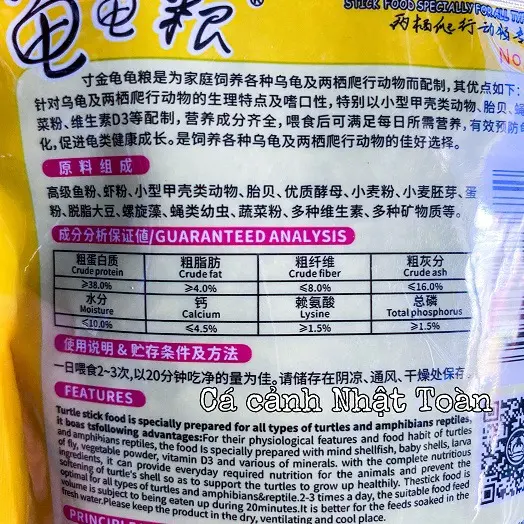 龟龟粮®
STICK FOOD SPECIALLY FOR ALL
两栖爬行动物
NO
寸金龟龟粮是为家庭饲养各种乌龟及两栖爬行动物而配制,其优点如下:
针对乌龟及两栖爬行动物的生理特点及嗜口性,特别以小型甲壳类动物、胎贝、
菜粉、维生素D3等配制,营养成分齐全,喂食后可满足每日所需营养,有效预防
化,促进龟类健康成长。是饲养各种乌龟及两栖爬行动物的佳好选择。
原料组成
高级鱼粉、虾粉、小型甲壳类动物、胎贝、优质酵母、小麦粉、小麦胚芽、蛋
粉、脱脂大豆、螺旋藻、蝇类幼虫、蔬菜粉、多种维生素、多种矿物质等。
成分分析保证值/GUARANTEED ANALYSIS
粗蛋白质 粗脂肪 粗纤维 粗灰分
Crude protein Crude fat Crude fiber Crude ash
≥38.0% ≥4.0% ≤8.0% ≤16.0%
水分 钙 赖氨酸 总磷
Moisture Calcium Lysine Total phosphorus
≤10.0% ≤4.5% ≥1.5% ≥1.5%
使用说明 & 贮存条件及方法
一日喂食2~3次,以20分钟吃净的量为佳。请储存在阴凉、通风、干燥处保存。
Cá cảnh Nhật Toàn
FEATURES
Turtle stick food is specially prepared for all types of turtles and amphibians reptiles,
it boas tsfollowing advantages:For their physiological features and food habit of turtles
and amphibians reptiles, the food is specially prepared with mind shellfish, baby shells, larva
of fly, vegetable powder, vitamin D3 and various of minerals. with the complete nutritious
ingredients, it can provide everyday required nutrition for the animals and prevent the
softening of turtle's shell so as to support the turtles to grow up healthily. Thestick food
optimal for all types of turtles and amphibians&reptile.2-3 times a day, the suitable food feed
volume is subject to being eaten up during 20minutes.It is better for the feeds soaked in the
fresh water.Please keep the product in the dry, ventilating and cool place.